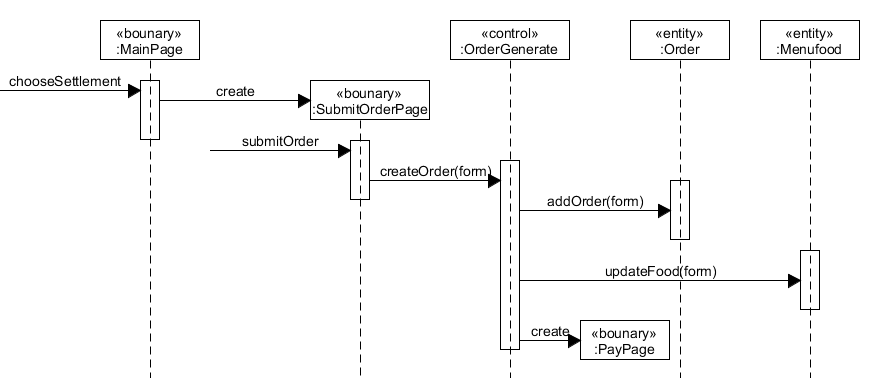 «bounary»
:MainPage
«control»
:OrderGenerate
«entity»
:Order
«entity»
:Menufood
chooseSettlement
create
«bounary»
:SubmitOrderPage
submitOrder
createOrder(form)
addOrder(form)
updateFood(form)
create
«bounary»
:PayPage